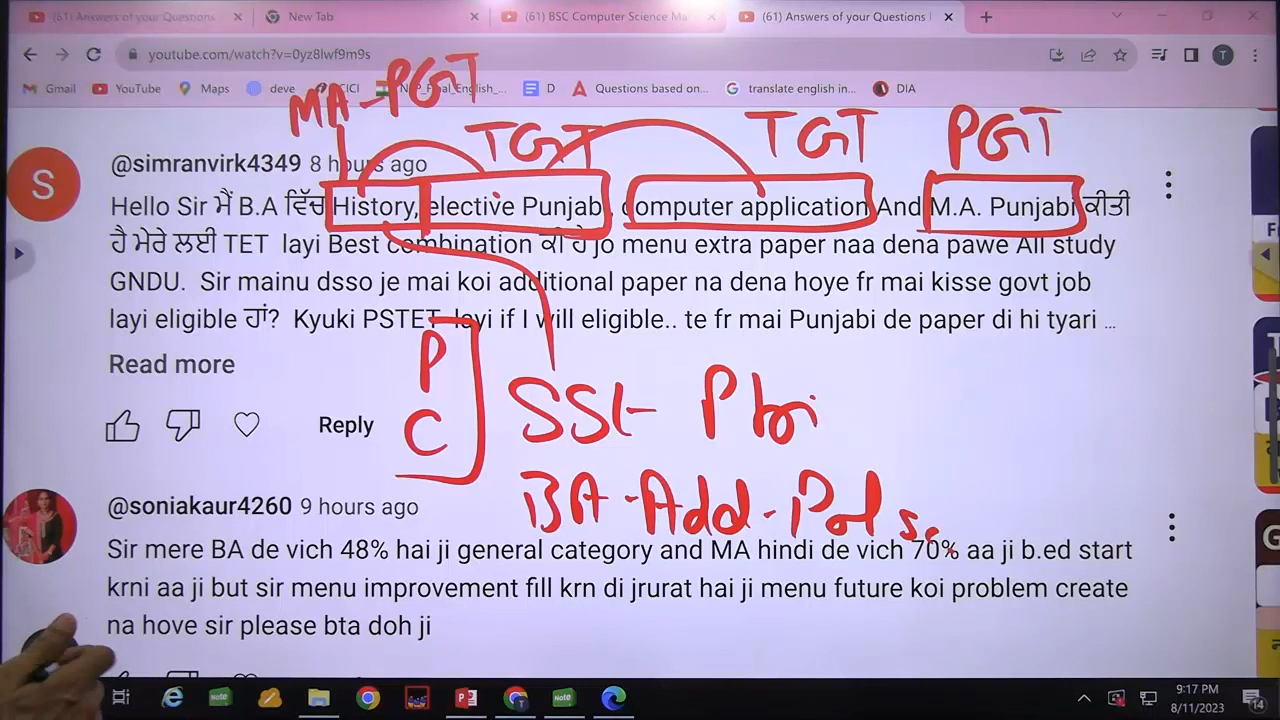 (61) Answers of your Questions
New Tab
(61) BSC Computer Science Ma
(61) Answers of your Questions
youtube.com/watch?v=0yz8lwf9m9s
T
Gmail YouTube Maps deve ICICI Questions based on... translate english in... DIA
MA-PGT
TGT TGT PGT
S
@simranvirk4349 8 hours ago
Hello Sir ਮੈਂ B.A ਵਿੱਚ History, elective Punjabi, computer application And M.A. Punjabi ਕੀਤੀ
ਹੈ ਮੇਰੇ ਲਈ TET layi Best combination ਕੀ ਹੈ jo menu extra paper naa dena pawe All study
GNDU. Sir mainu dsso je mai koi additional paper na dena hoye fr mai kisse govt job
layi eligible ਹਾਂ? Kyuki PSTET layi if I will eligible.. te fr mai Punjabi de paper di hi tyari ...
Read more
Reply
P
C
SSt- Pbi
BA-Add-Pol Sc.
@soniakaur4260 9 hours ago
Sir mere BA de vich 48% hai ji general category and MA hindi de vich 70% aa ji b.ed start
krni aa ji but sir menu improvement fill krn di jrurat hai ji menu future koi problem create
na hove sir please bta doh ji
9:17 PM
8/11/2023
14